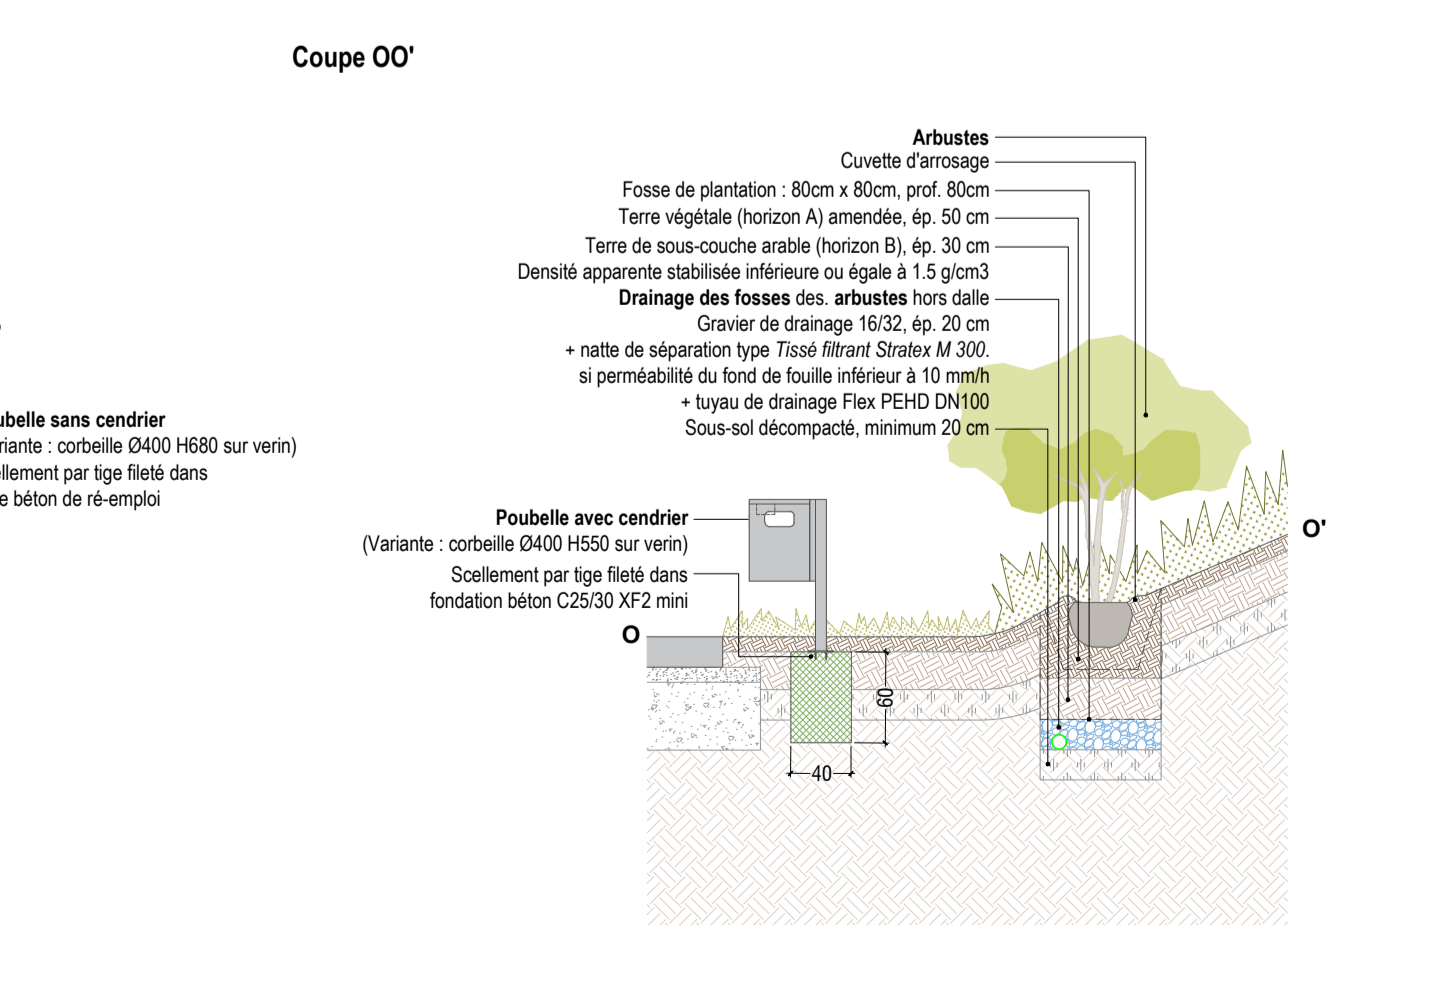 Coupe OO'
Arbustes
Cuvette d'arrosage
Fosse de plantation : 80cm x 80cm, prof. 80cm
Terre végétale (horizon A) amendée, ép. 50 cm
Terre de sous-couche arable (horizon B), ép. 30 cm
Densité apparente stabilisée inférieure ou égale à 1.5 g/cm3
Drainage des fosses des. arbustes hors dalle
Gravier de drainage 16/32, ép. 20 cm
+ natte de séparation type Tissé filtrant Stratex M 300.
si perméabilité du fond de fouille inférieur à 10 mm/h
+ tuyau de drainage Flex PEHD DN100
Sous-sol décompacté, minimum 20 cm
ubelle sans cendrier
riante : corbeille Ø400 H680 sur verin)
ellement par tige fileté dans
e béton de ré-emploi
Poubelle avec cendrier
(Variante : corbeille Ø400 H550 sur verin)
Scellement par tige fileté dans
fondation béton C25/30 XF2 mini
O
O'
60
40